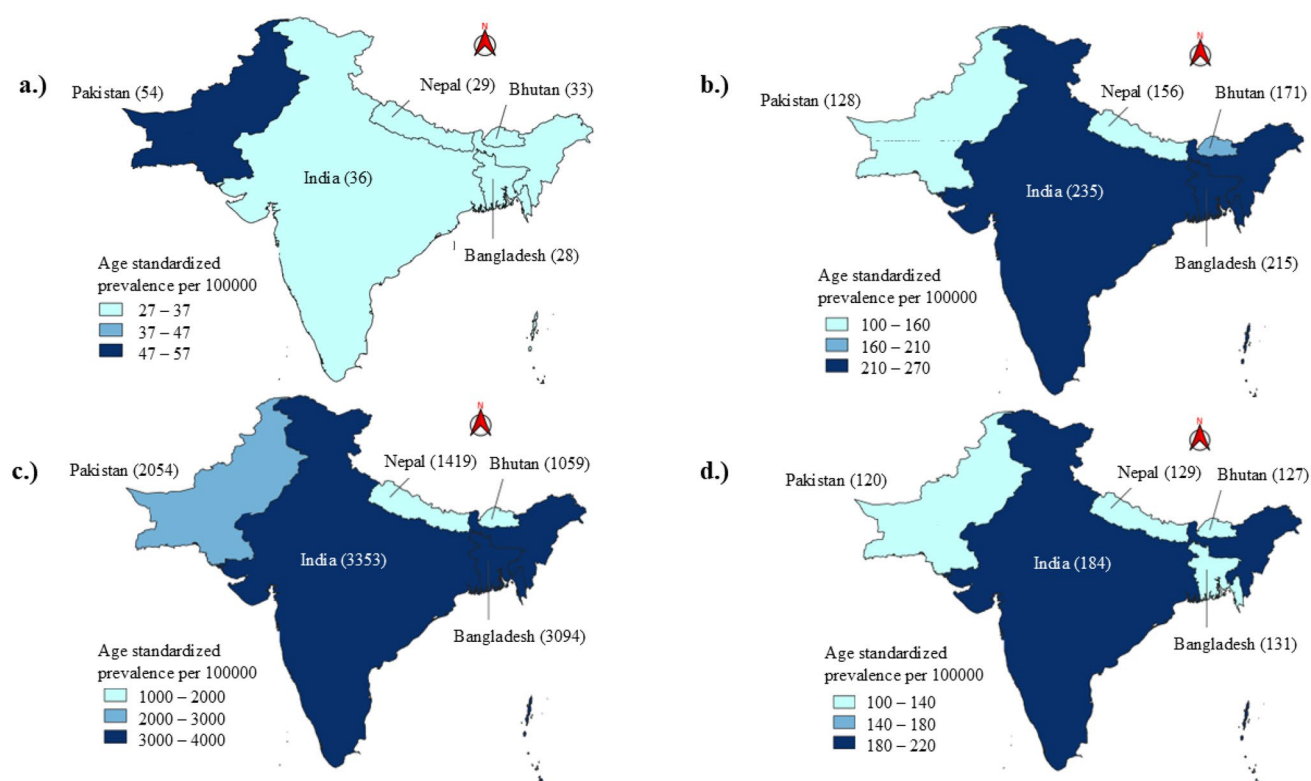 N
a.)
Pakistan (54)
Nepal (29)
Bhutan (33)
India (36)
Bangladesh (28)
Age standardized
prevalence per 100000
27 – 37
37 – 47
47 – 57
N
b.)
Pakistan (128)
Nepal (156)
Bhutan (171)
India (235)
Bangladesh (215)
Age standardized
prevalence per 100000
100 – 160
160 – 210
210 – 270
N
c.)
Pakistan (2054)
Nepal (1419)
Bhutan (1059)
India (3353)
Bangladesh (3094)
Age standardized
prevalence per 100000
1000 – 2000
2000 – 3000
3000 – 4000
N
d.)
Pakistan (120)
Nepal (129)
Bhutan (127)
India (184)
Bangladesh (131)
Age standardized
prevalence per 100000
100 – 140
140 – 180
180 – 220